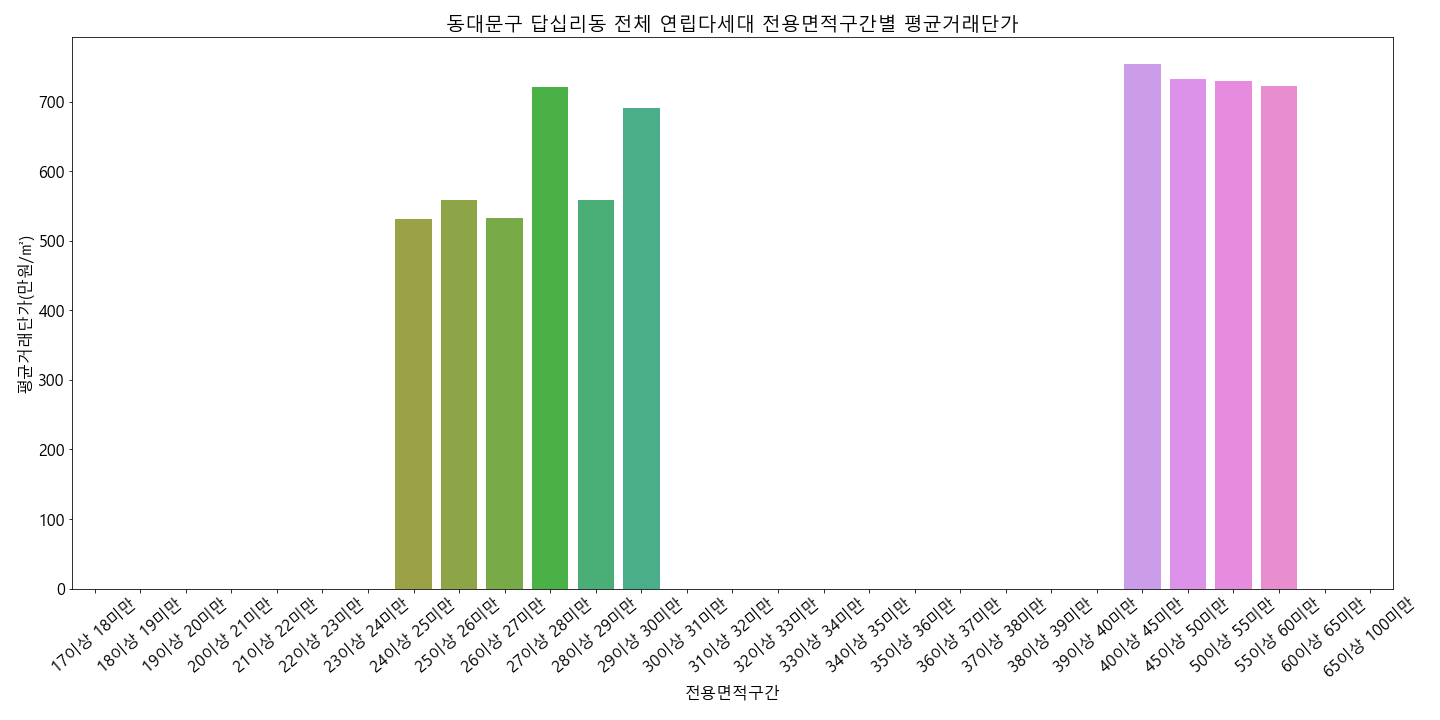 동대문구 답십리동 전체 연립다세대 전용면적구간별 평균거래단가
평균거래단가(만원/㎡)
700
600
500
400
300
200
100
0
17이상 18미만
18이상 19미만
19이상 20미만
20이상 21미만
21이상 22미만
22이상 23미만
23이상 24미만
24이상 25미만
25이상 26미만
26이상 27미만
27이상 28미만
28이상 29미만
29이상 30미만
30이상 31미만
31이상 32미만
32이상 33미만
33이상 34미만
34이상 35미만
35이상 36미만
36이상 37미만
37이상 38미만
38이상 39미만
39이상 40미만
40이상 45미만
45이상 50미만
50이상 55미만
55이상 60미만
60이상 65미만
65이상 100미만
전용면적구간